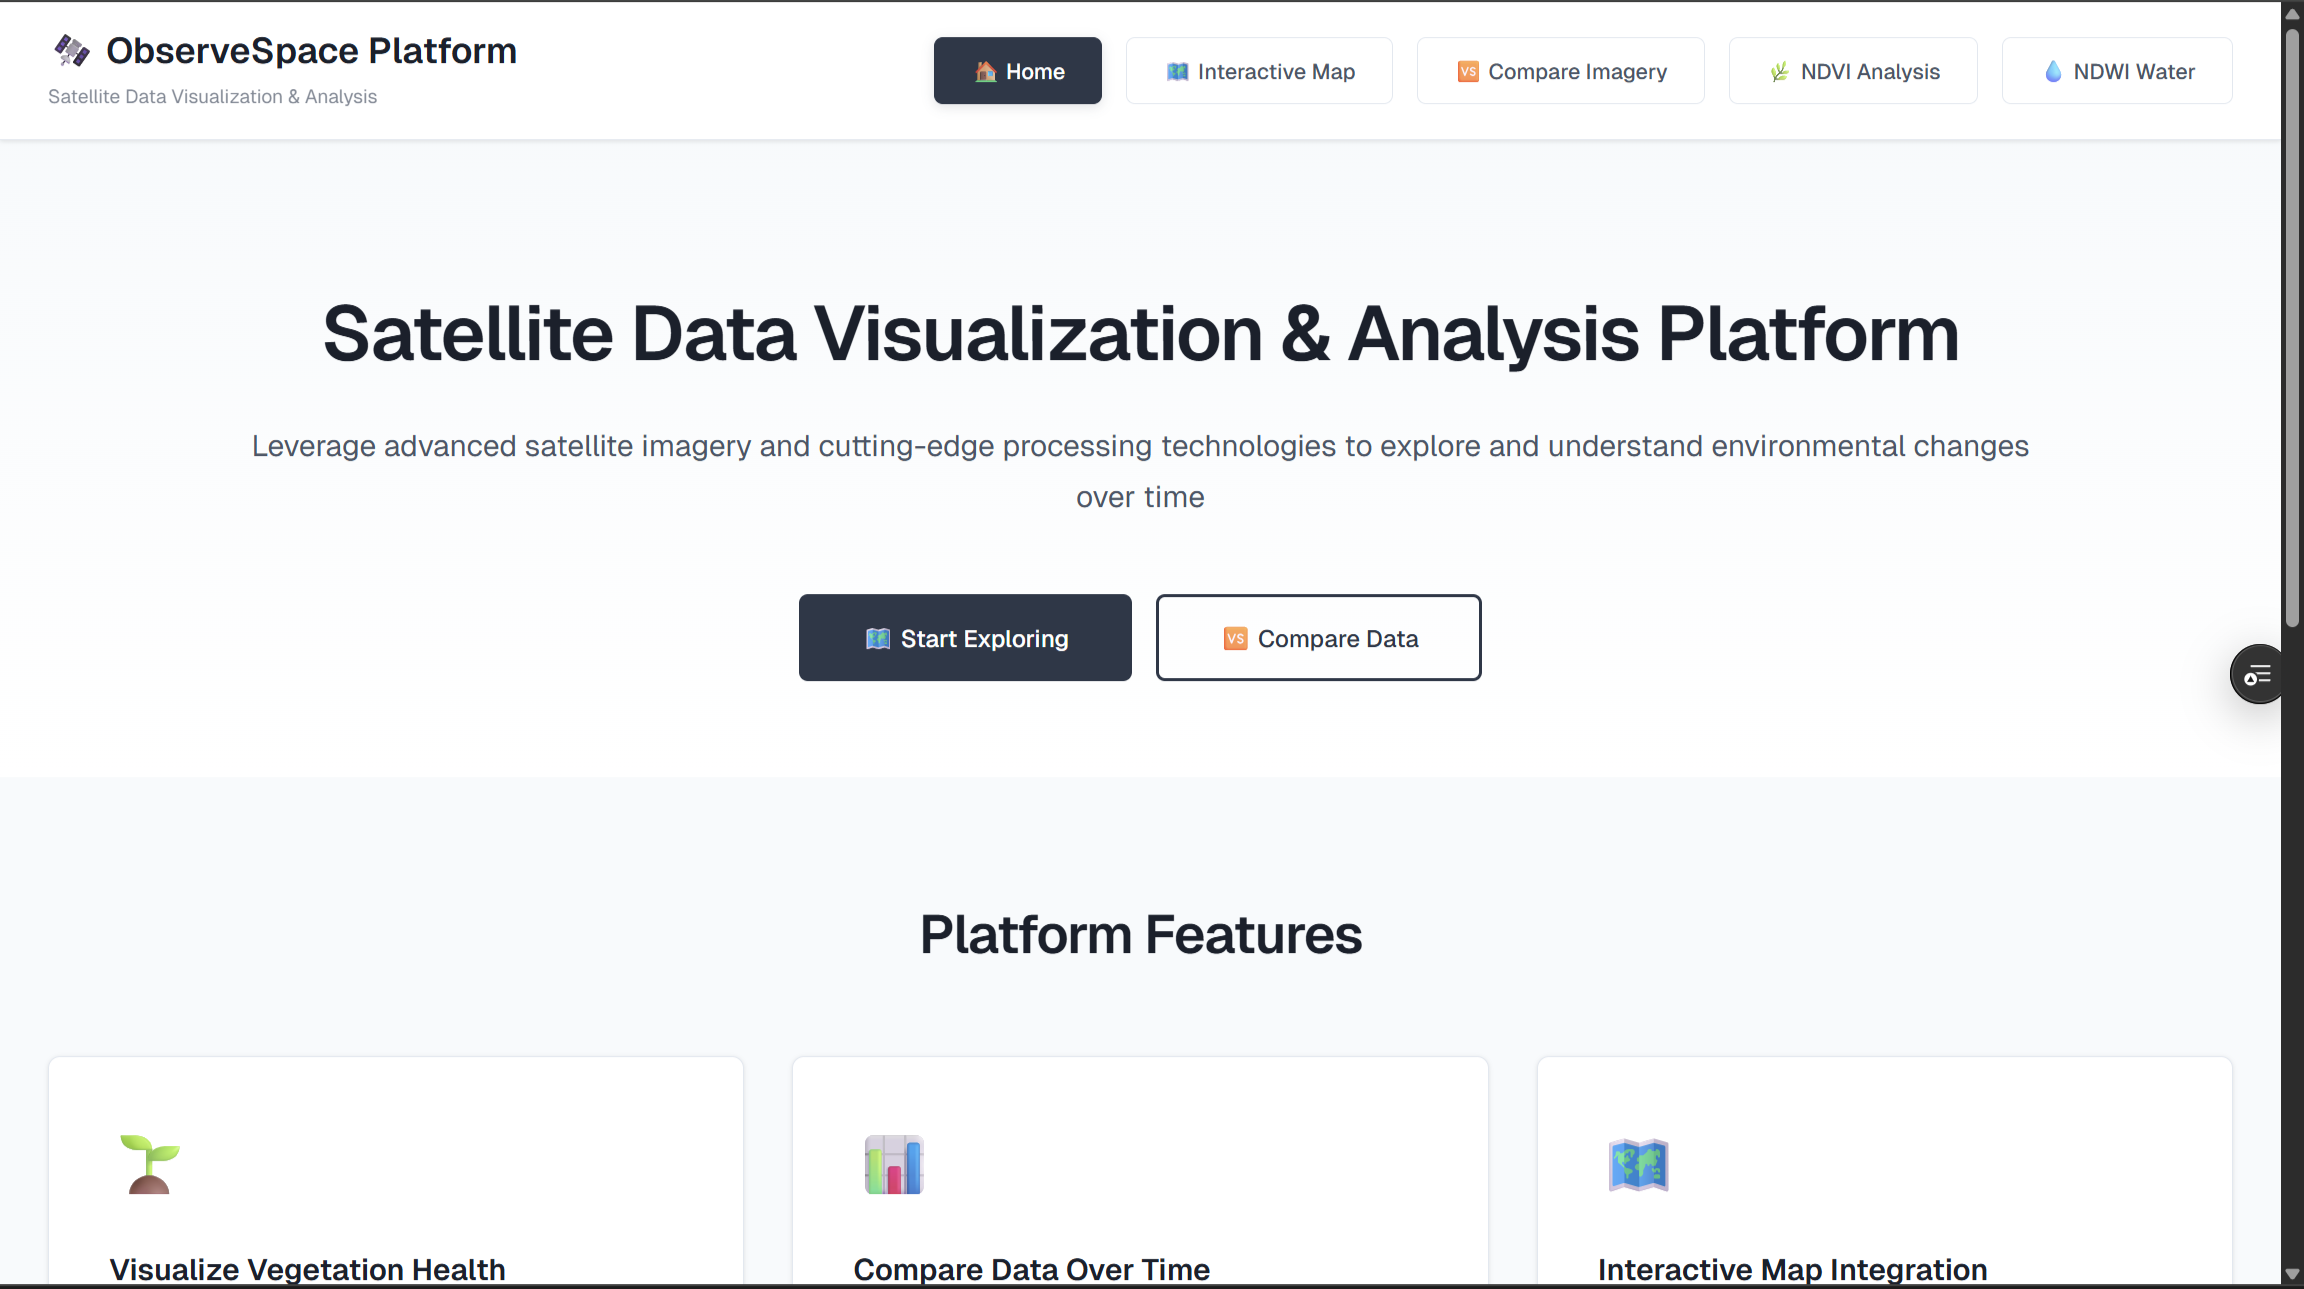 ObserveSpace Platform
Satellite Data Visualization & Analysis
Home
Interactive Map
VS Compare Imagery
NDVI Analysis
NDWI Water
Satellite Data Visualization & Analysis Platform
Leverage advanced satellite imagery and cutting-edge processing technologies to explore and understand environmental changes
over time
Start Exploring
VS Compare Data
Platform Features
Visualize Vegetation Health
Compare Data Over Time
Interactive Map Integration